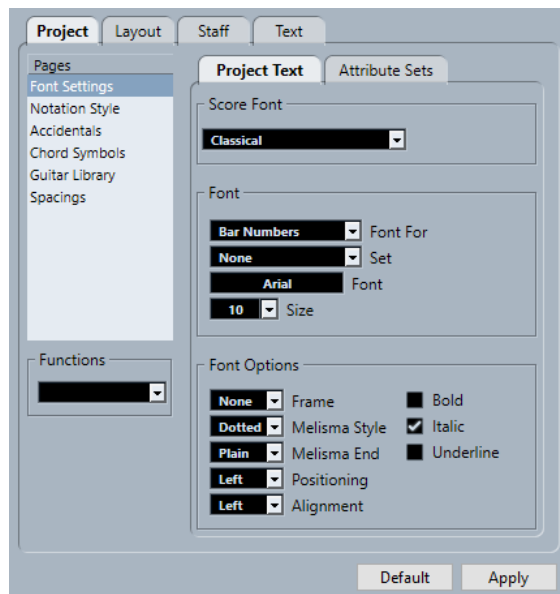 Project Layout Staff Text
Pages
Font Settings
Notation Style
Accidentals
Chord Symbols
Guitar Library
Spacings
Functions
Project Text Attribute Sets
Score Font
Classical
Font
Bar Numbers Font For
None Set
Arial Font
10 Size
Font Options
None Frame Bold
Dotted Melisma Style Italic
Plain Melisma End Underline
Left Positioning
Left Alignment
Default Apply